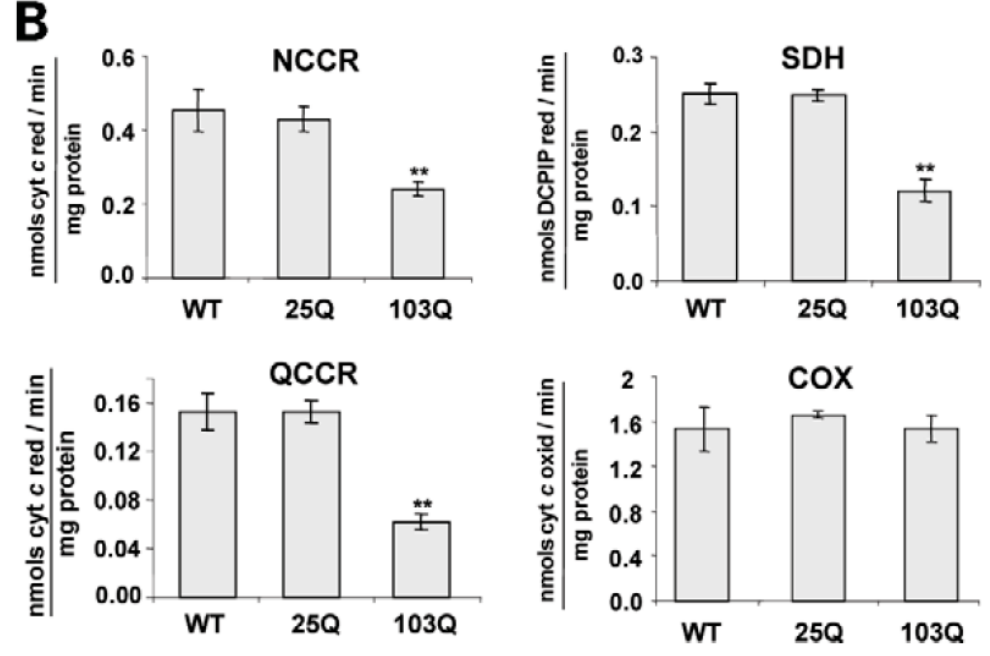 B
NCCR
nmols cyt c red / min
mg protein
0.6
0.4
0.2
0.0
**
WT 25Q 103Q
SDH
nmols DCPIP red / min
mg protein
0.3
0.2
0.1
0.0
**
WT 25Q 103Q
QCCR
nmols cyt c red / min
mg protein
0.16
0.12
0.08
0.04
0.00
**
WT 25Q 103Q
COX
nmols cyt c oxid / min
mg protein
2
1.6
1.2
0.8
0.4
0.0
WT 25Q 103Q